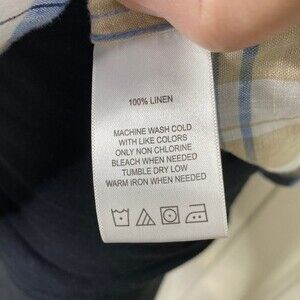 100% LINEN
MACHINE WASH COLD
WITH LIKE COLORS
ONLY NON CHLORINE
BLEACH WHEN NEEDED
TUMBLE DRY LOW
WARM IRON WHEN NEEDED